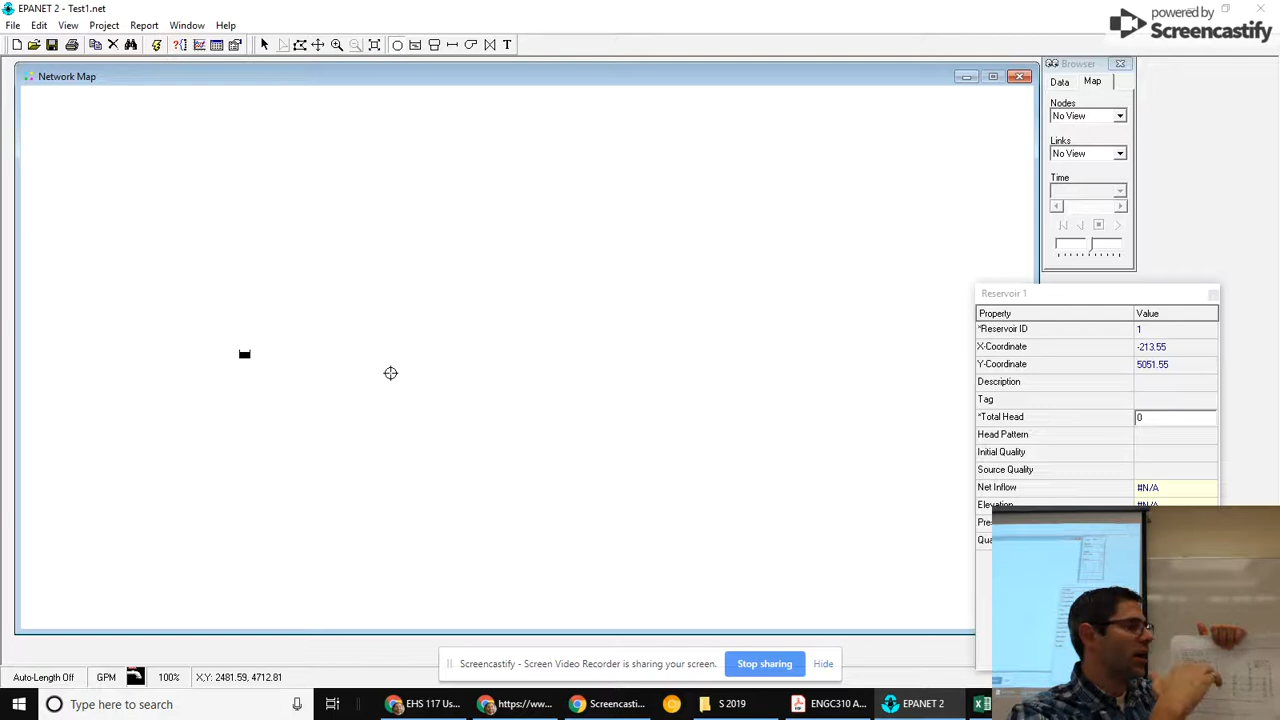 EPANET 2 - Test1.net
File Edit View Project Report Window Help
powered by
Screencastify
Network Map
Browser
Data Map
Nodes
No View
Links
No View
Time
Reservoir 1
Property Value
*Reservoir ID 1
X-Coordinate -213.55
Y-Coordinate 5051.55
Description
Tag
*Total Head 0
Head Pattern
Initial Quality
Source Quality
Net Inflow #N/A
Elevation #N/A
Screencastify - Screen Video Recorder is sharing your screen. Stop sharing Hide
Auto-Length Off GPM 100% X,Y: 2481.59, 4712.81
Type here to search
EHS 117 Us... https://ww... Screencasti... S 2019 ENGC310 A... EPANET 2